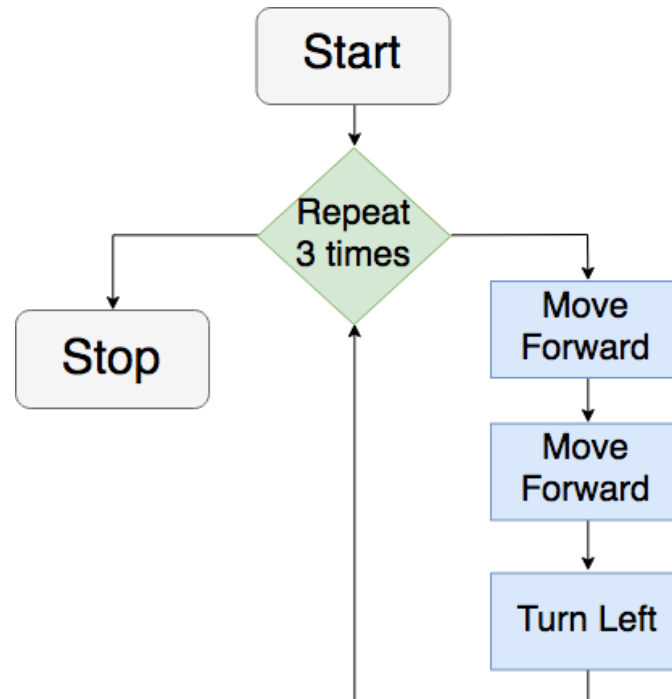 Start
Repeat
3 times
Stop
Move
Forward
Move
Forward
Turn Left